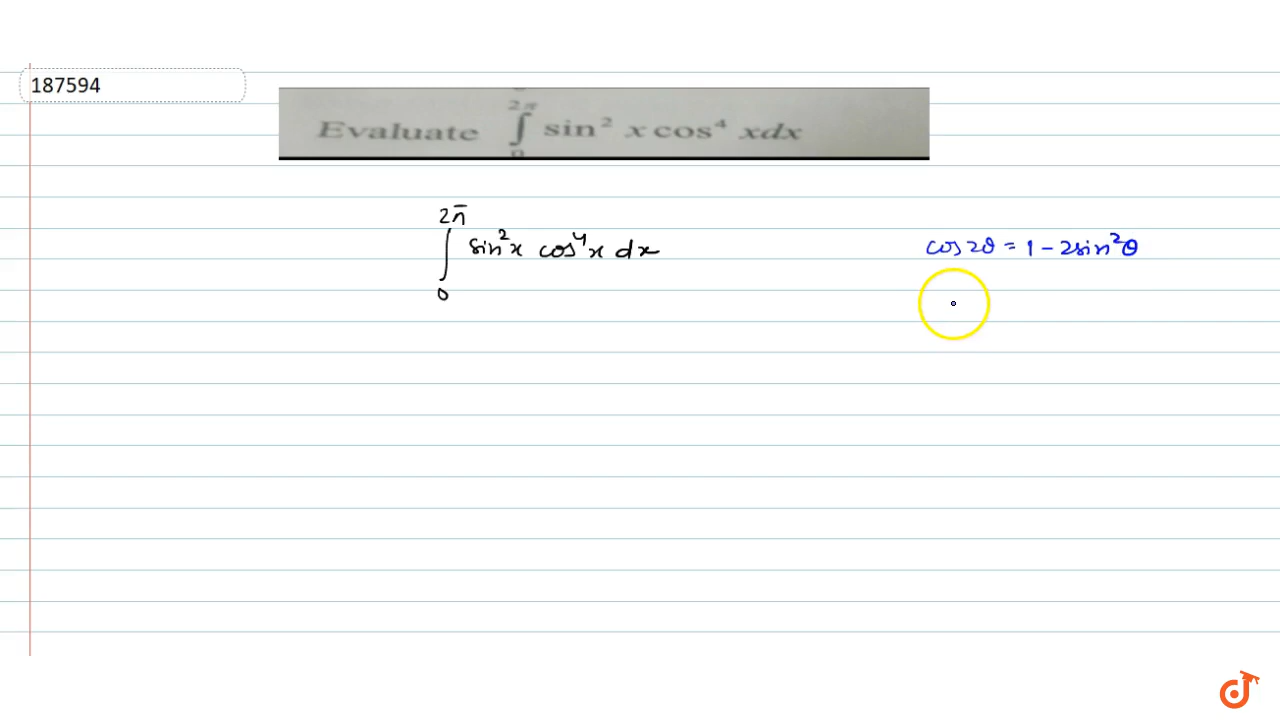 187594
Evaluate ∫₀^2π sin² x cos⁴ xdx
∫₀^2π sin²x cos⁴x dx
cos 2θ = 1 - 2sin²θ